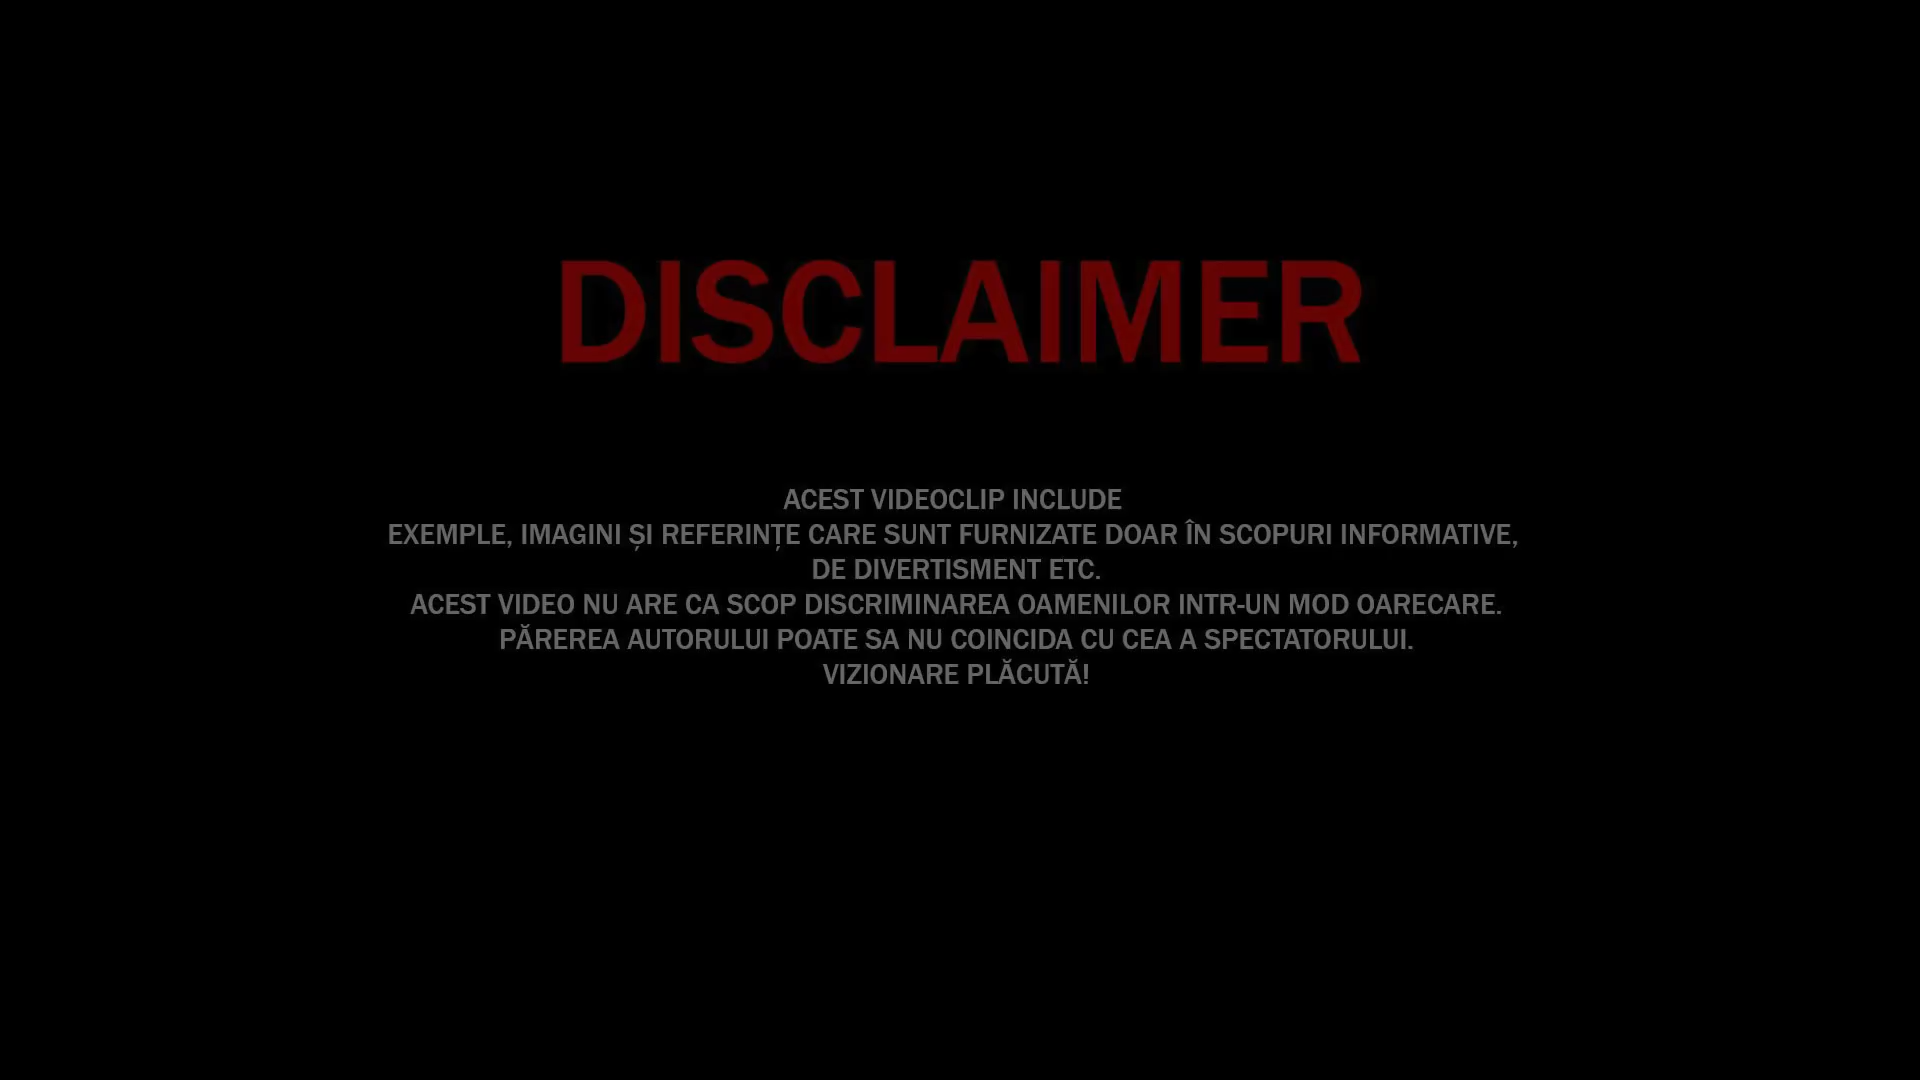 DISCLAIMER
ACEST VIDEOCLIP INCLUDE
EXEMPLE, IMAGINI ȘI REFERINȚE CARE SUNT FURNIZATE DOAR ÎN SCOPURI INFORMATIVE,
DE DIVERTISMENT ETC.
ACEST VIDEO NU ARE CA SCOP DISCRIMINAREA OAMENILOR INTR-UN MOD OARECARE.
PĂREREA AUTORULUI POATE SA NU COINCIDA CU CEA A SPECTATORULUI.
VIZIONARE PLĂCUTĂ!